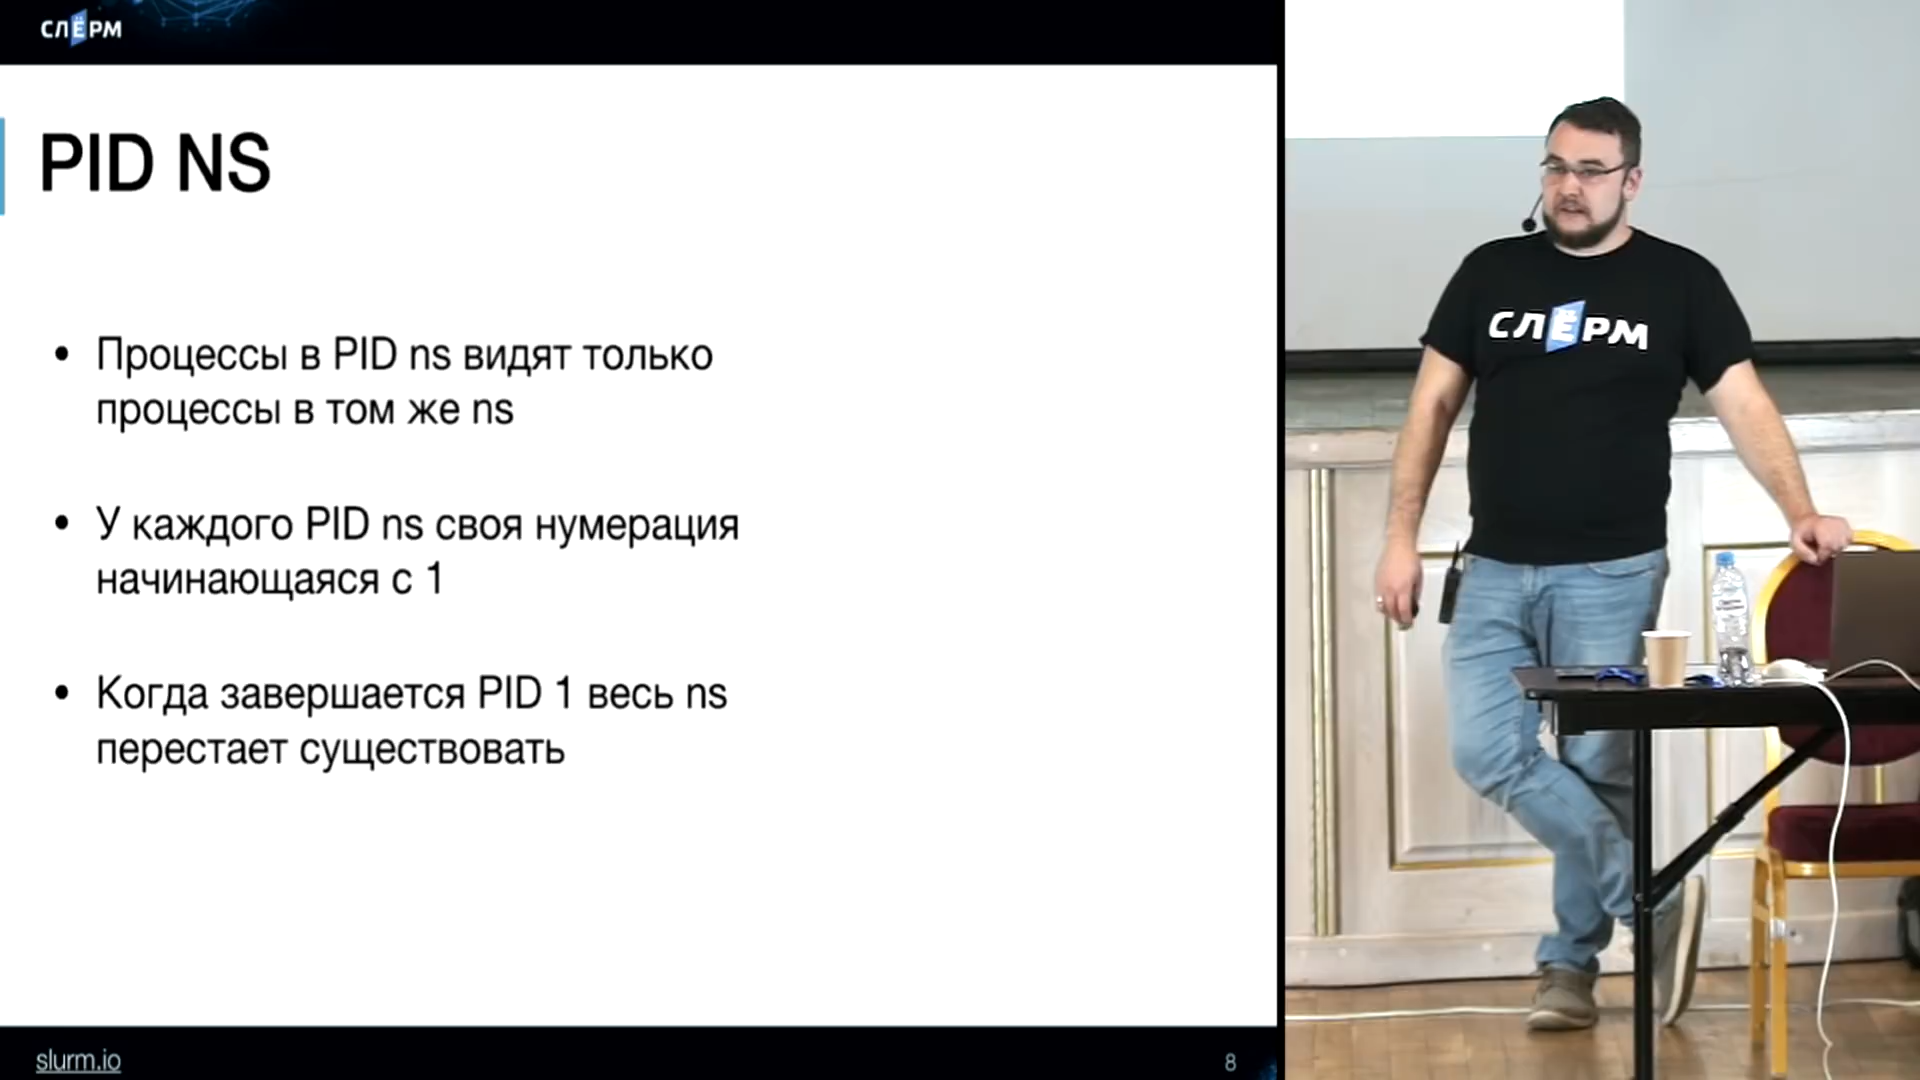 СЛЁРМ
PID NS
• Процессы в PID ns видят только
процессы в том же ns
• У каждого PID ns своя нумерация
начинающаяся с 1
• Когда завершается PID 1 весь ns
перестает существовать
slurm.io
8
СЛЁРМ